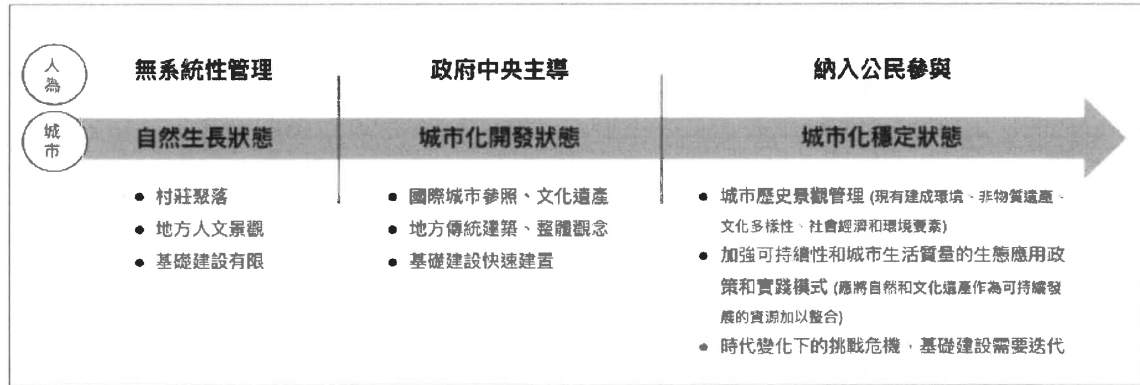 人為
無系統性管理 政府中央主導 納入公民參與
城市
自然生長狀態 城市化開發狀態 城市化穩定狀態
● 村莊聚落
● 地方人文景觀
● 基礎建設有限
● 國際城市參照、文化遺產
● 地方傳統建築、整體觀念
● 基礎建設快速建置
● 城市歷史景觀管理 (現有建成環境、非物質遺產、
文化多樣性、社會經濟和環境要素)
● 加強可持續性和城市生活質量的生態應用政
策和實踐模式 (應將自然和文化遺產作為可持續發
展的資源加以整合)
● 時代變化下的挑戰危機，基礎建設需要迭代